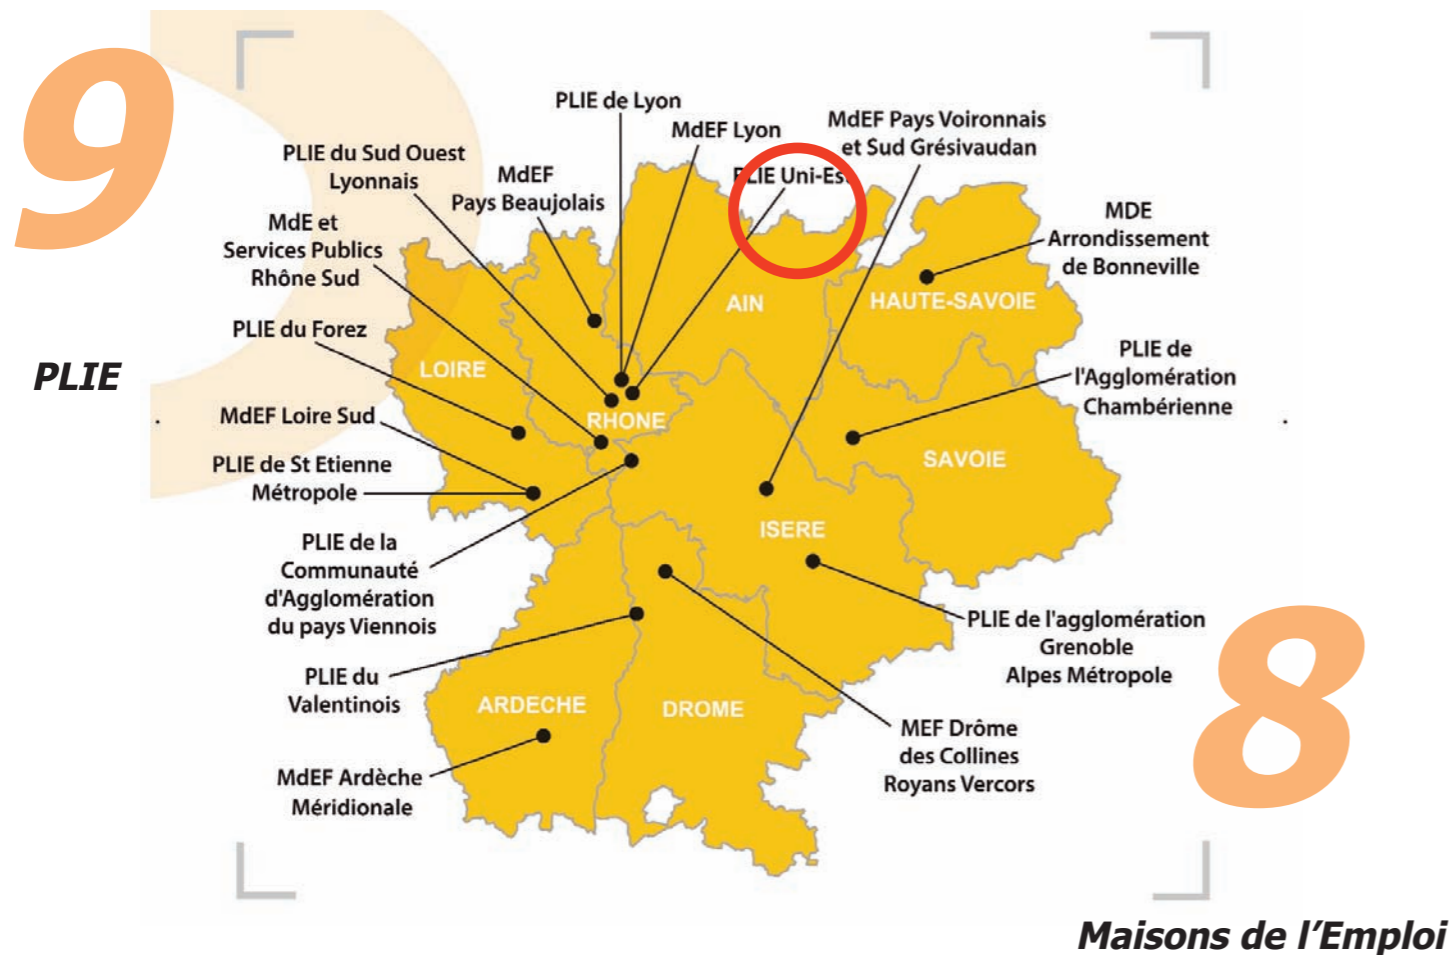 9
PLIE
PLIE de Lyon
MdEF Lyon
PLIE Uni-Est
MdEF Pays Voironnais
et Sud Grésivaudan
PLIE du Sud Ouest
Lyonnais
MdEF
Pays Beaujolais
MdE et
Services Publics
Rhône Sud
MDE
Arrondissement
de Bonneville
PLIE du Forez
PLIE de
l'Agglomération
Chambérienne
MdEF Loire Sud
PLIE de St Etienne
Métropole
PLIE de la
Communauté
d'Agglomération
du pays Viennois
PLIE du
Valentinois
MdEF Ardèche
Méridionale
PLIE de l'agglomération
Grenoble
Alpes Métropole
MEF Drôme
des Collines
Royans Vercors
AIN
HAUTE-SAVOIE
LOIRE
RHONE
SAVOIE
ISERE
ARDECHE
DROME
8
Maisons de l’Emploi